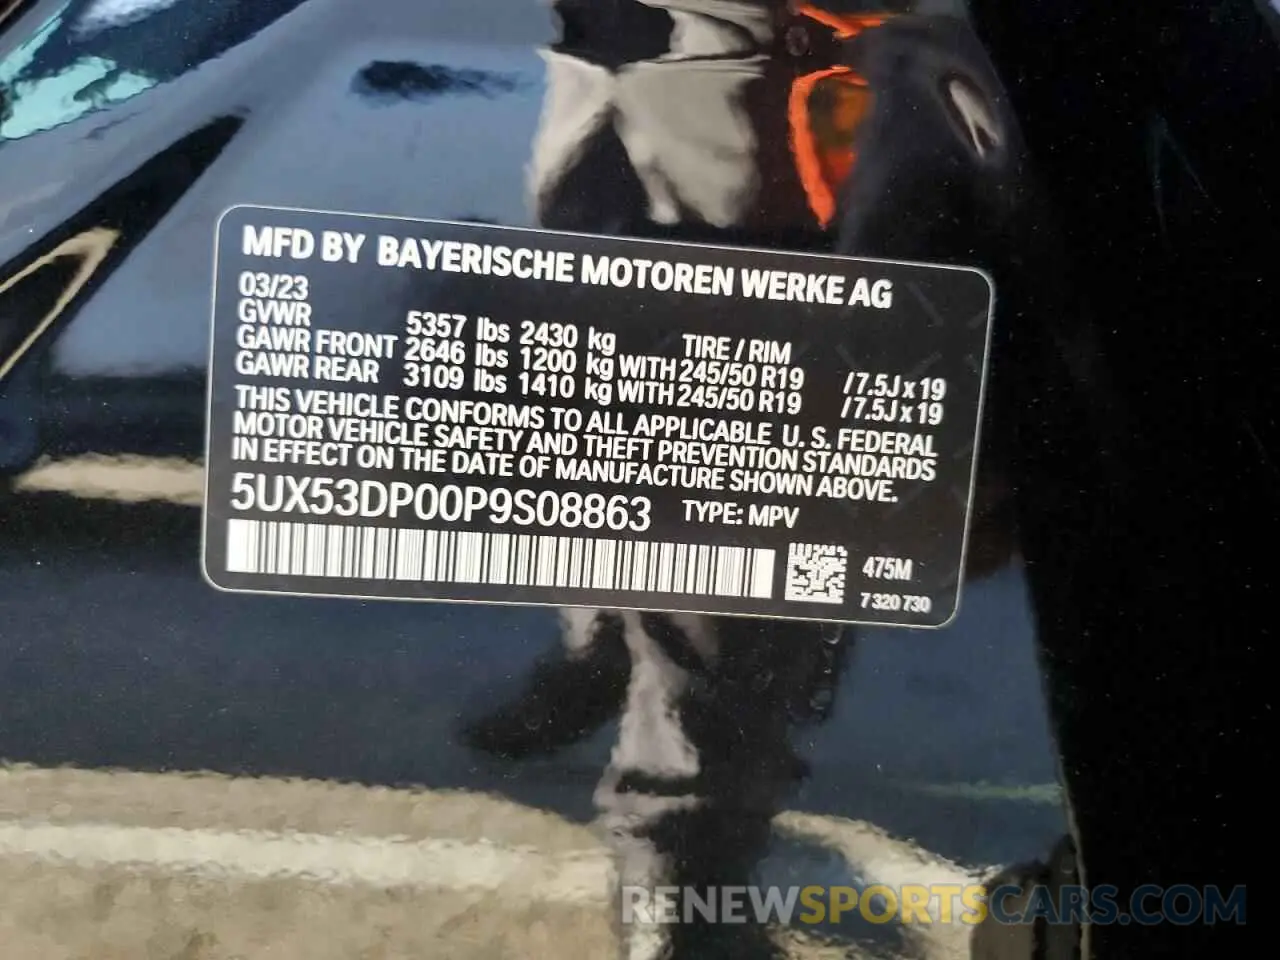 MFD BY BAYERISCHE MOTOREN WERKE AG
03/23
GVWR 5357 lbs 2430 kg TIRE / RIM
GAWR FRONT 2646 lbs 1200 kg WITH 245/50 R19 /7.5J x 19
GAWR REAR 3109 lbs 1410 kg WITH 245/50 R19 /7.5J x 19
THIS VEHICLE CONFORMS TO ALL APPLICABLE U. S. FEDERAL
MOTOR VEHICLE SAFETY AND THEFT PREVENTION STANDARDS
IN EFFECT ON THE DATE OF MANUFACTURE SHOWN ABOVE.
5UX53DP00P9S08863 TYPE: MPV
475M
7 320 730
RENEWSPORTSCARS.COM